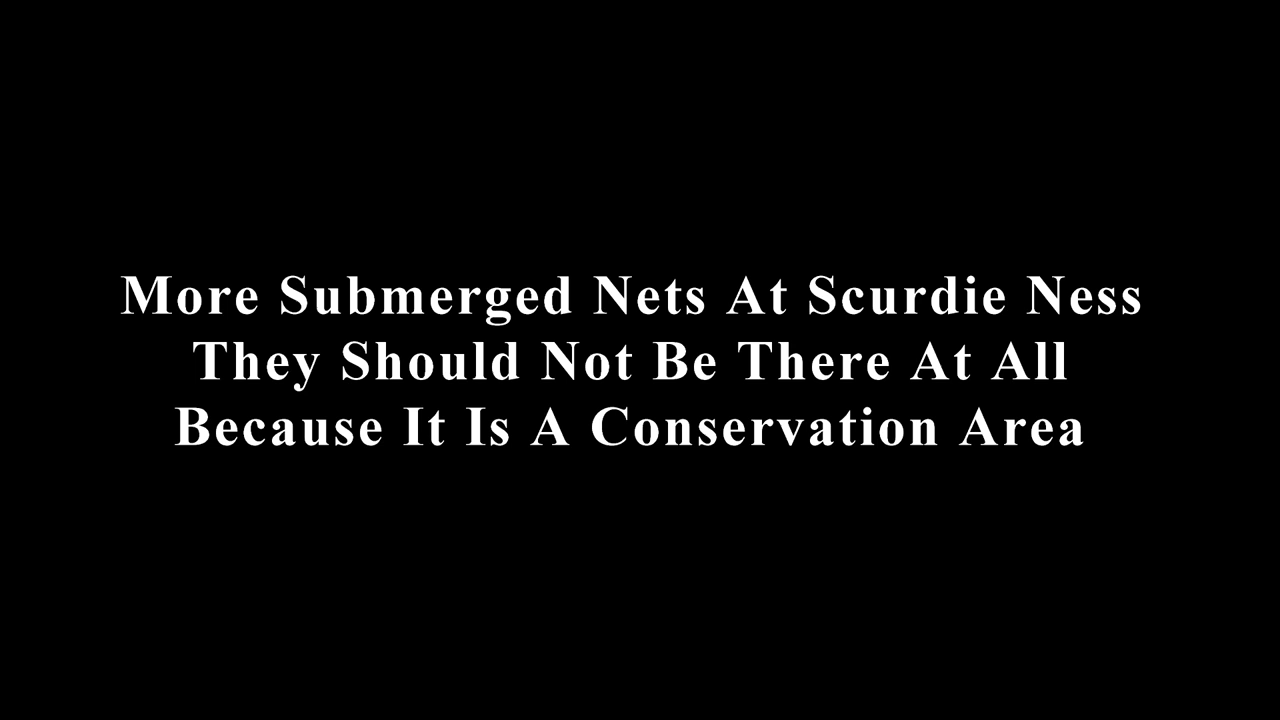 More Submerged Nets At Scurdie Ness
They Should Not Be There At All
Because It Is A Conservation Area